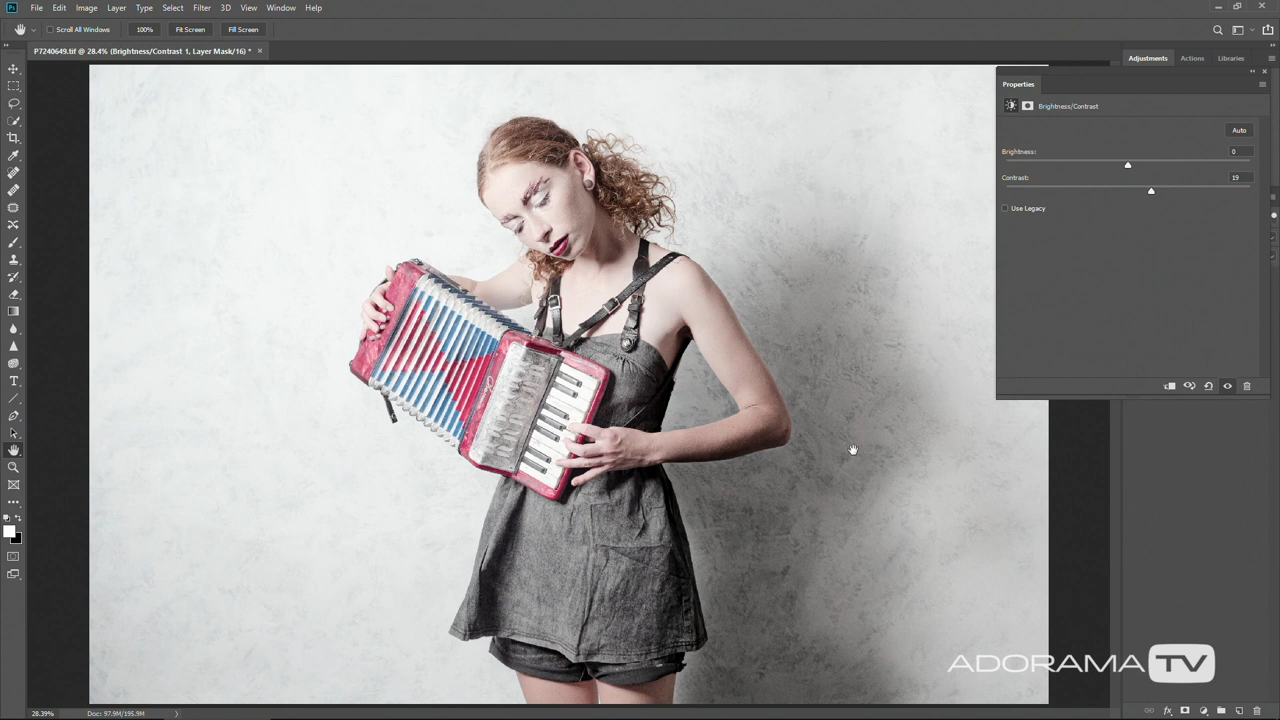 Ps File Edit Image Layer Type Select Filter 3D View Window Help
Scroll All Windows 100% Fit Screen Fill Screen
P7240649.tif @ 28.4% (Brightness/Contrast 1, Layer Mask/16) * ×
Adjustments Actions Libraries
Properties
Brightness/Contrast
Auto
Brightness: 0
Contrast: 19
Use Legacy
ADORAMA TV
28.39% Doc: 97.9M/195.9M